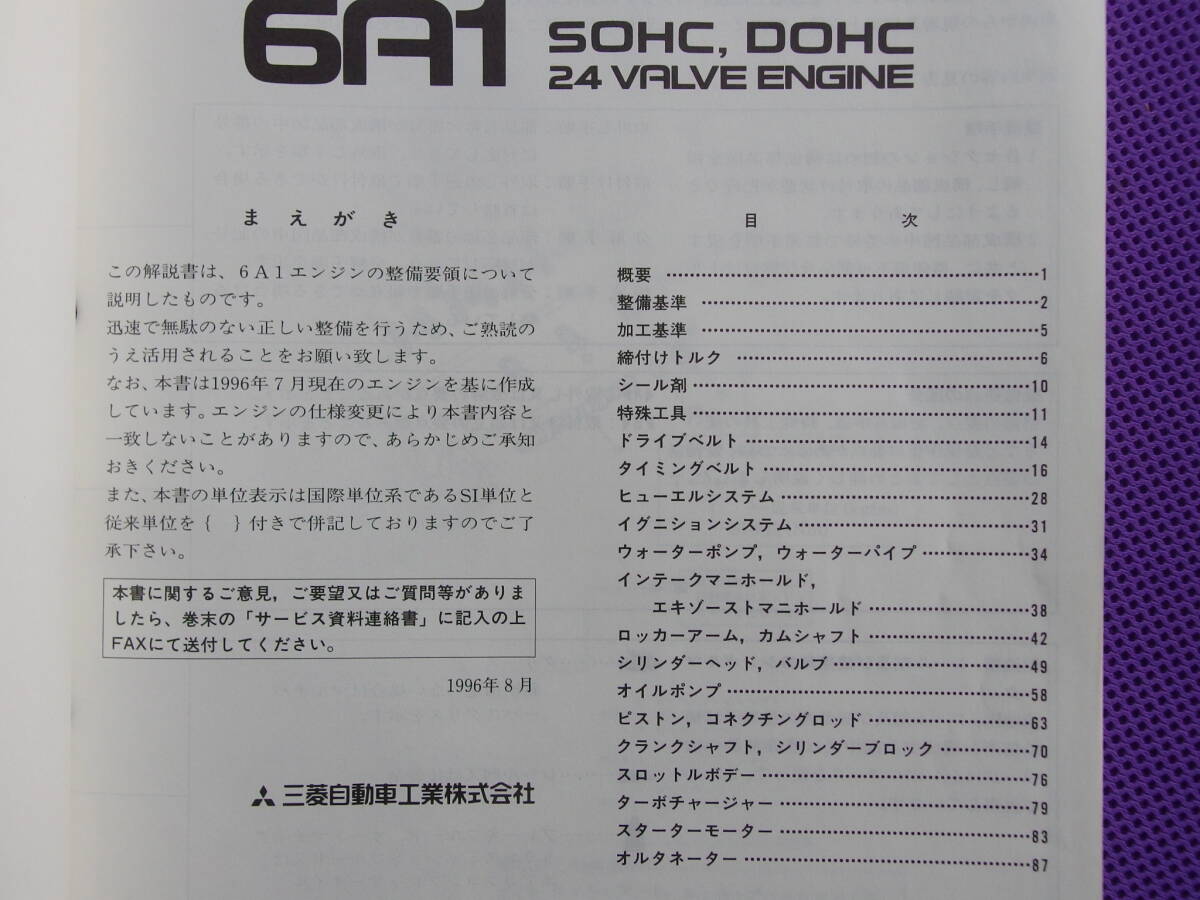 6A1 SOHC, DOHC
24 VALVE ENGINE
まえがき
この解説書は、6A1エンジンの整備要領について
説明したものです。
迅速で無駄のない正しい整備を行うため、ご熟読の
うえ活用されることをお願い致します。
なお、本書は1996年7月現在のエンジンを基に作成
しています。エンジンの仕様変更により本書内容と
一致しないことがありますので、あらかじめご承知
おきください。
また、本書の単位表示は国際単位系であるSI単位と
従来単位を{ }付きで併記しておりますのでご了
承下さい。
本書に関するご意見，ご要望又はご質問等がありま
したら、巻末の「サービス資料連絡書」に記入の上
FAXにて送付してください。
1996年8月
三菱自動車工業株式会社
目次
概要 …… 1
整備基準 …… 2
加工基準 …… 5
締付けトルク …… 6
シール剤 …… 10
特殊工具 …… 11
ドライブベルト …… 14
タイミングベルト …… 16
ヒューエルシステム …… 28
イグニションシステム …… 31
ウォーターポンプ，ウォーターパイプ …… 34
インテークマニホールド，
エキゾーストマニホールド …… 38
ロッカーアーム，カムシャフト …… 42
シリンダーヘッド，バルブ …… 49
オイルポンプ …… 58
ピストン，コネクチングロッド …… 63
クランクシャフト，シリンダーブロック …… 70
スロットルボデー …… 76
ターボチャージャー …… 79
スターターモーター …… 83
オルタネーター …… 87